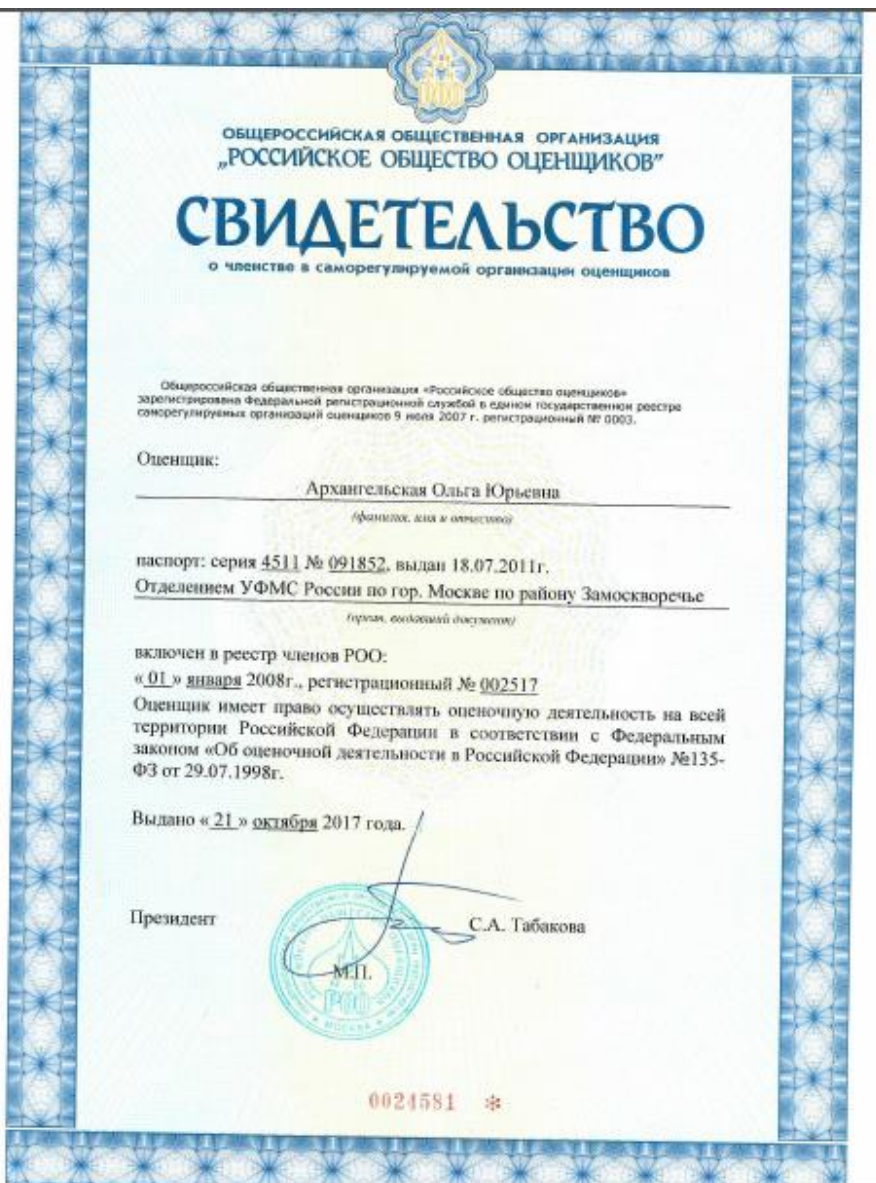 РОО
ОБЩЕРОССИЙСКАЯ ОБЩЕСТВЕННАЯ ОРГАНИЗАЦИЯ
„РОССИЙСКОЕ ОБЩЕСТВО ОЦЕНЩИКОВ”
СВИДЕТЕЛЬСТВО
о членстве в саморегулируемой организации оценщиков
Общероссийская общественная организация «Российское общество оценщиков»
зарегистрирована Федеральной регистрационной службой в едином государственном реестре
саморегулируемых организаций оценщиков 9 июля 2007 г. регистрационный № 0003.
Оценщик:
Архангельская Ольга Юрьевна
(фамилия, имя и отчество)
паспорт: серия 4511 № 091852, выдан 18.07.2011г.
Отделением УФМС России по гор. Москве по району Замоскворечье
(орган, выдавший документ)
включен в реестр членов РОО:
« 01 » января 2008г., регистрационный № 002517
Оценщик имеет право осуществлять оценочную деятельность на всей
территории Российской Федерации в соответствии с Федеральным
законом «Об оценочной деятельности в Российской Федерации» №135-
ФЗ от 29.07.1998г.
Выдано « 21 » октября 2017 года.
Президент
С.А. Табакова
М.П.
РОО
МОСКВА
0024581 *